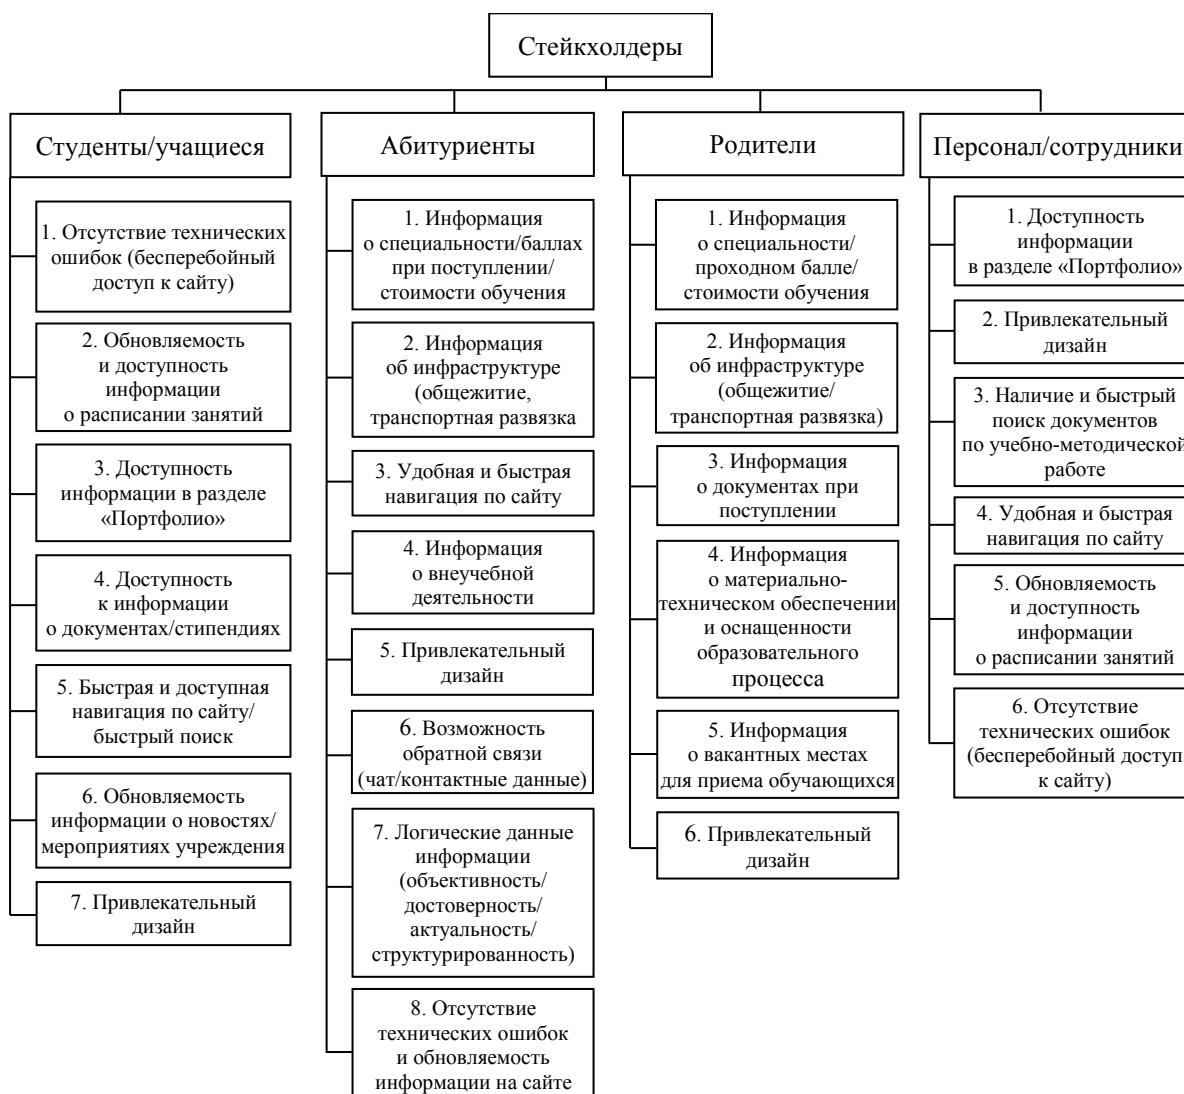 Стейкхолдеры
Студенты/учащиеся
1. Отсутствие технических
ошибок (бесперебойный
доступ к сайту)
2. Обновляемость
и доступность
информации
о расписании занятий
3. Доступность
информации в разделе
«Портфолио»
4. Доступность
к информации
о документах/стипендиях
5. Быстрая и доступная
навигация по сайту/
быстрый поиск
6. Обновляемость
информации о новостях/
мероприятиях учреждения
7. Привлекательный
дизайн
Абитуриенты
1. Информация
о специальности/баллах
при поступлении/
стоимости обучения
2. Информация
об инфраструктуре
(общежитие,
транспортная развязка
3. Удобная и быстрая
навигация по сайту
4. Информация
о внеучебной
деятельности
5. Привлекательный
дизайн
6. Возможность
обратной связи
(чат/контактные данные)
7. Логические данные
информации
(объективность/
достоверность/
актуальность/
структурированность)
8. Отсутствие
технических ошибок
и обновляемость
информации на сайте
Родители
1. Информация
о специальности/
проходном балле/
стоимости обучения
2. Информация
об инфраструктуре
(общежитие/
транспортная развязка)
3. Информация
о документах при
поступлении
4. Информация
о материально-
техническом обеспечении
и оснащенности
образовательного
процесса
5. Информация
о вакантных местах
для приема обучающихся
6. Привлекательный
дизайн
Персонал/сотрудники
1. Доступность
информации
в разделе «Портфолио»
2. Привлекательный
дизайн
3. Наличие и быстрый
поиск документов
по учебно-методической
работе
4. Удобная и быстрая
навигация по сайту
5. Обновляемость
и доступность
информации
о расписании занятий
6. Отсутствие
технических ошибок
(бесперебойный доступ
к сайту)